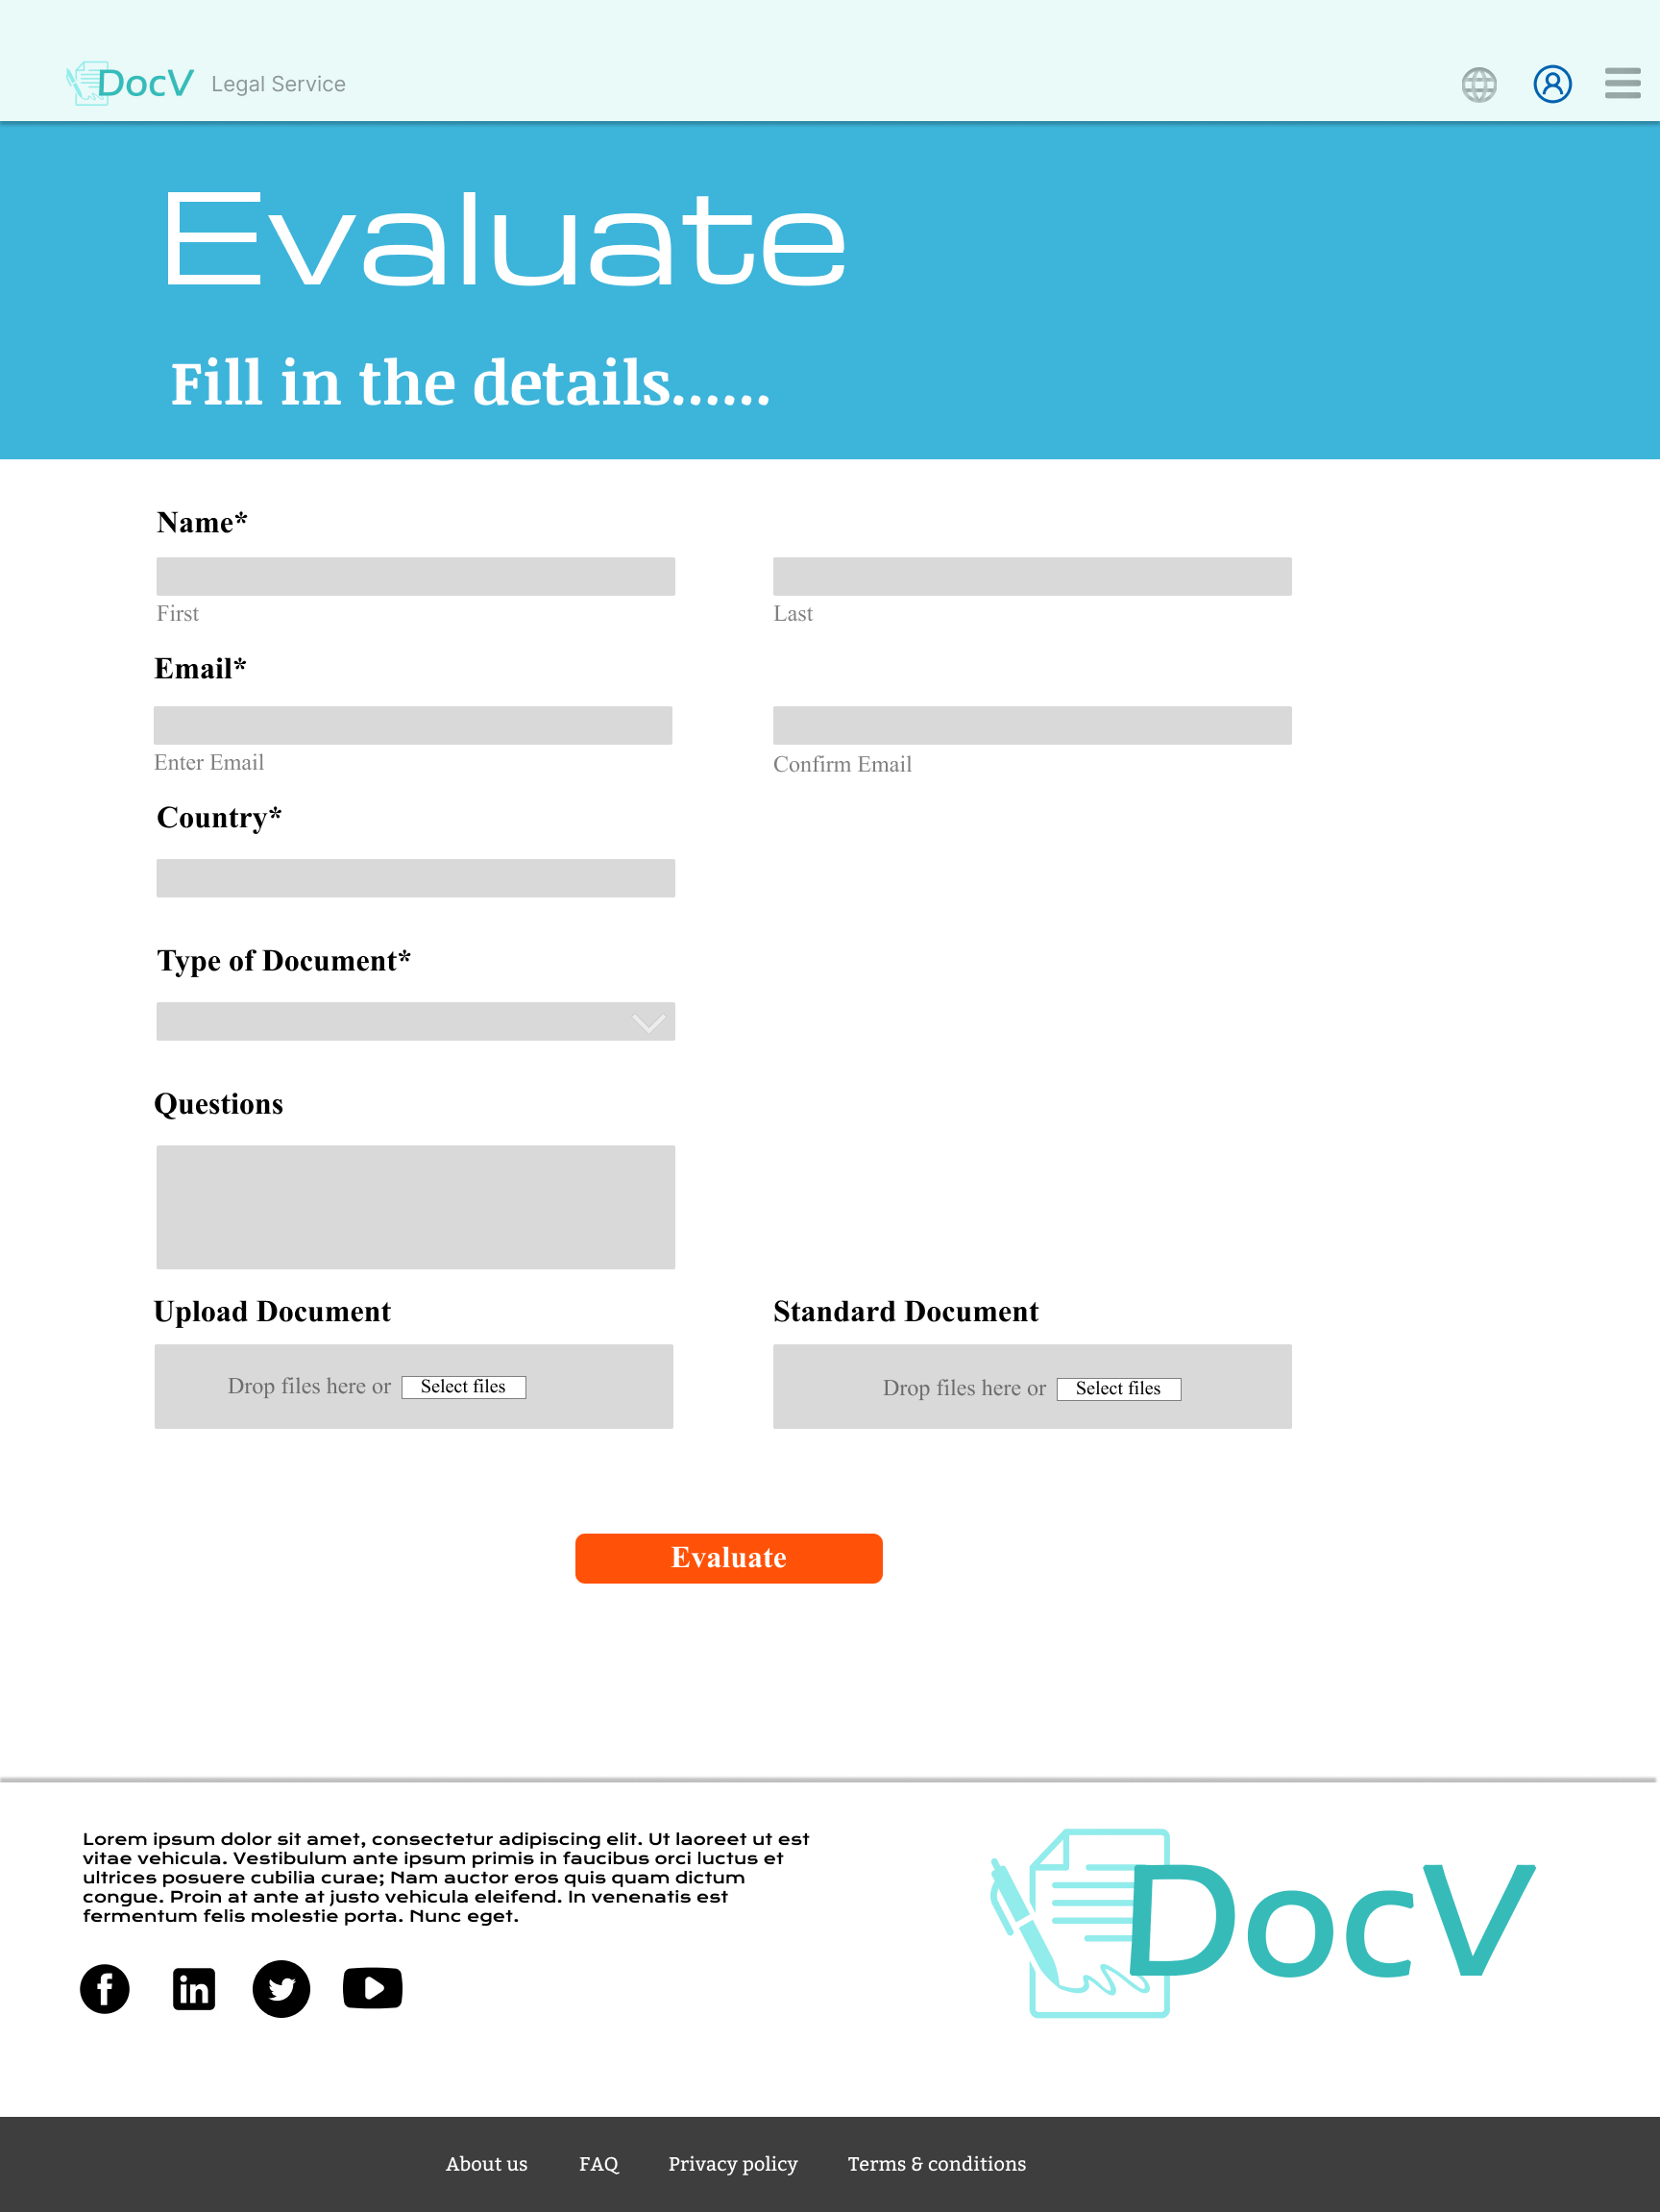 DocV Legal Service
Evaluate
Fill in the details......
Name*
First
Last
Email*
Enter Email
Confirm Email
Country*
Type of Document*
Questions
Upload Document
Standard Document
Drop files here or Select files
Drop files here or Select files
Evaluate
Lorem ipsum dolor sit amet, consectetur adipiscing elit. Ut laoreet ut est
vitae vehicula. Vestibulum ante ipsum primis in faucibus orci luctus et
ultrices posuere cubilia curae; Nam auctor eros quis quam dictum
congue. Proin at ante at justo vehicula eleifend. In venenatis est
fermentum felis molestie porta. Nunc eget.
DocV
About us FAQ Privacy policy Terms & conditions